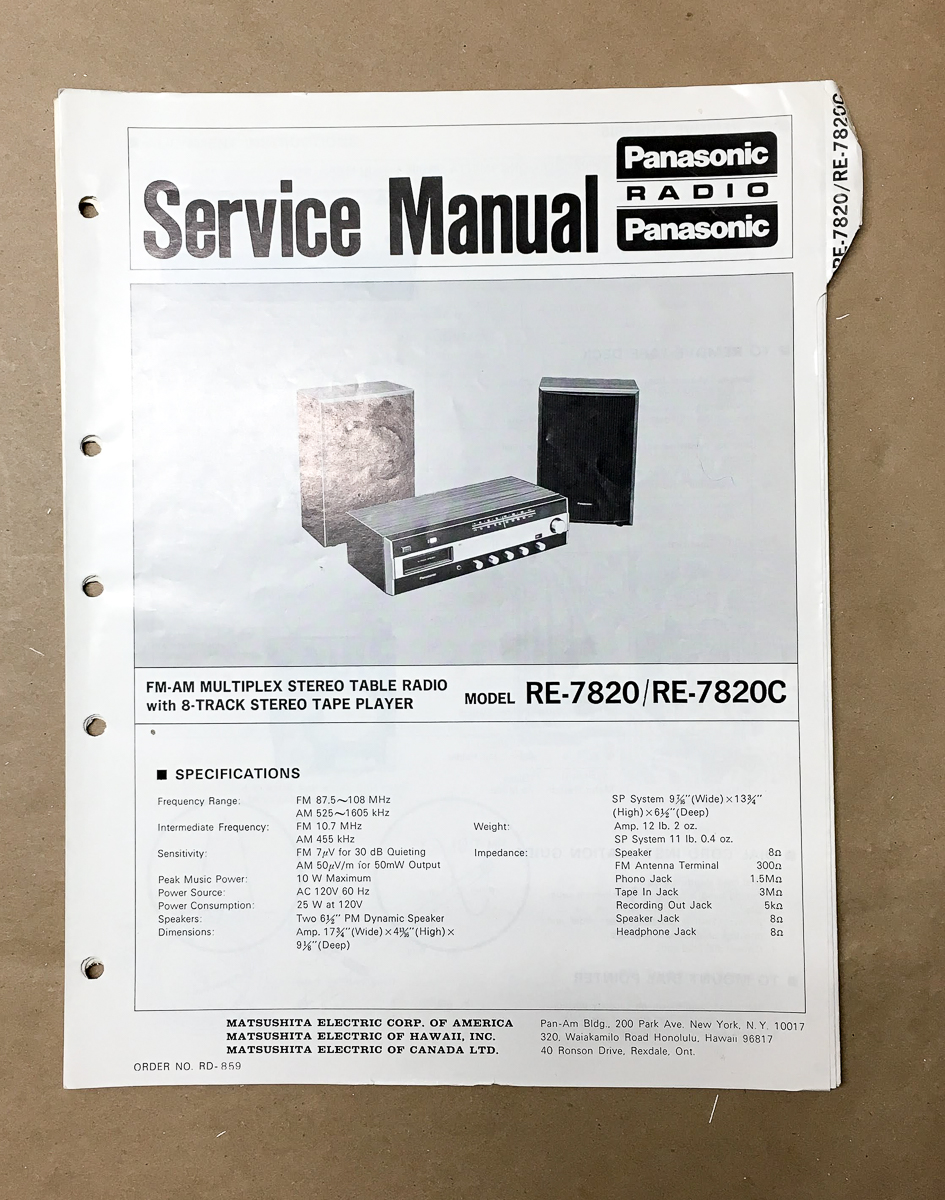 Service Manual
Panasonic
RADIO
Panasonic
RE-7820/RE-7820C
Panasonic
FM-AM MULTIPLEX STEREO TABLE RADIO
with 8-TRACK STEREO TAPE PLAYER
MODEL RE-7820/RE-7820C
■ SPECIFICATIONS
Frequency Range: FM 87.5~108 MHz
AM 525~1605 kHz
Intermediate Frequency: FM 10.7 MHz
AM 455 kHz
Sensitivity: FM 7μV for 30 dB Quieting
AM 50μV/m for 50mW Output
Peak Music Power: 10 W Maximum
Power Source: AC 120V 60 Hz
Power Consumption: 25 W at 120V
Speakers: Two 6½" PM Dynamic Speaker
Dimensions: Amp. 17¾"(Wide)×4 (High)×
(Deep)
SP System (Wide)×13¾"
(High)×6½"(Deep)
Weight: Amp. 12 lb. 2 oz.
SP System 11 lb. 0.4 oz.
Impedance: Speaker 8Ω
FM Antenna Terminal 300Ω
Phono Jack 1.5MΩ
Tape In Jack 3MΩ
Recording Out Jack 5kΩ
Speaker Jack 8Ω
Headphone Jack 8Ω
MATSUSHITA ELECTRIC CORP. OF AMERICA Pan-Am Bldg., 200 Park Ave. New York, N.Y. 10017
MATSUSHITA ELECTRIC OF HAWAII, INC. 320, Waiakamilo Road Honolulu, Hawaii 96817
MATSUSHITA ELECTRIC OF CANADA LTD. 40 Ronson Drive, Rexdale, Ont.
ORDER NO. RD-859